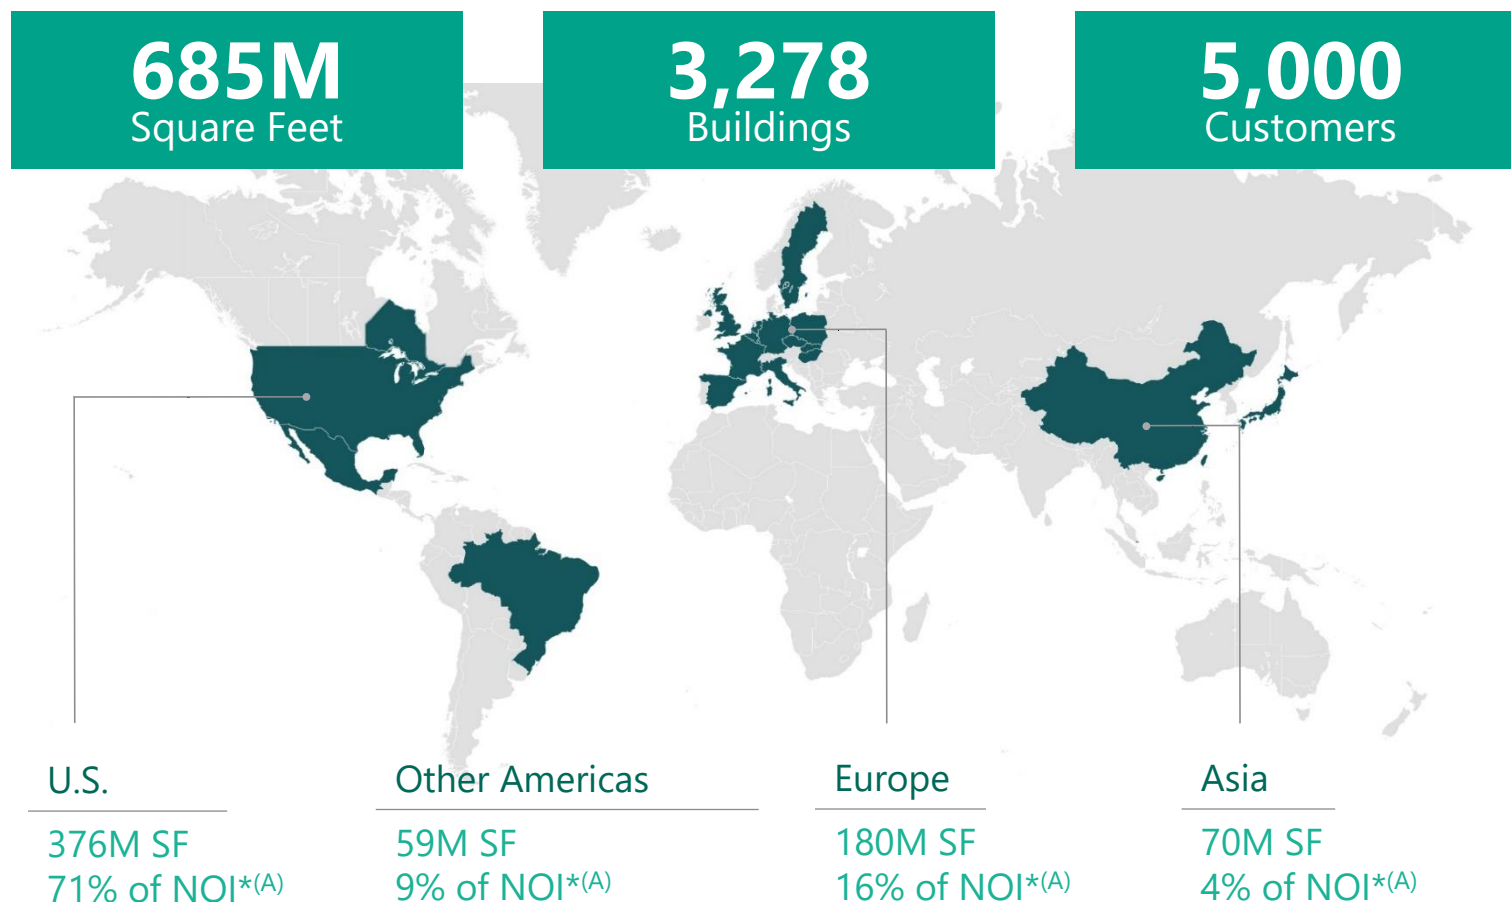 685M
Square Feet
3,278
Buildings
5,000
Customers
U.S.
376M SF
71% of NOI*(A)
Other Americas
59M SF
9% of NOI*(A)
Europe
180M SF
16% of NOI*(A)
Asia
70M SF
4% of NOI*(A)